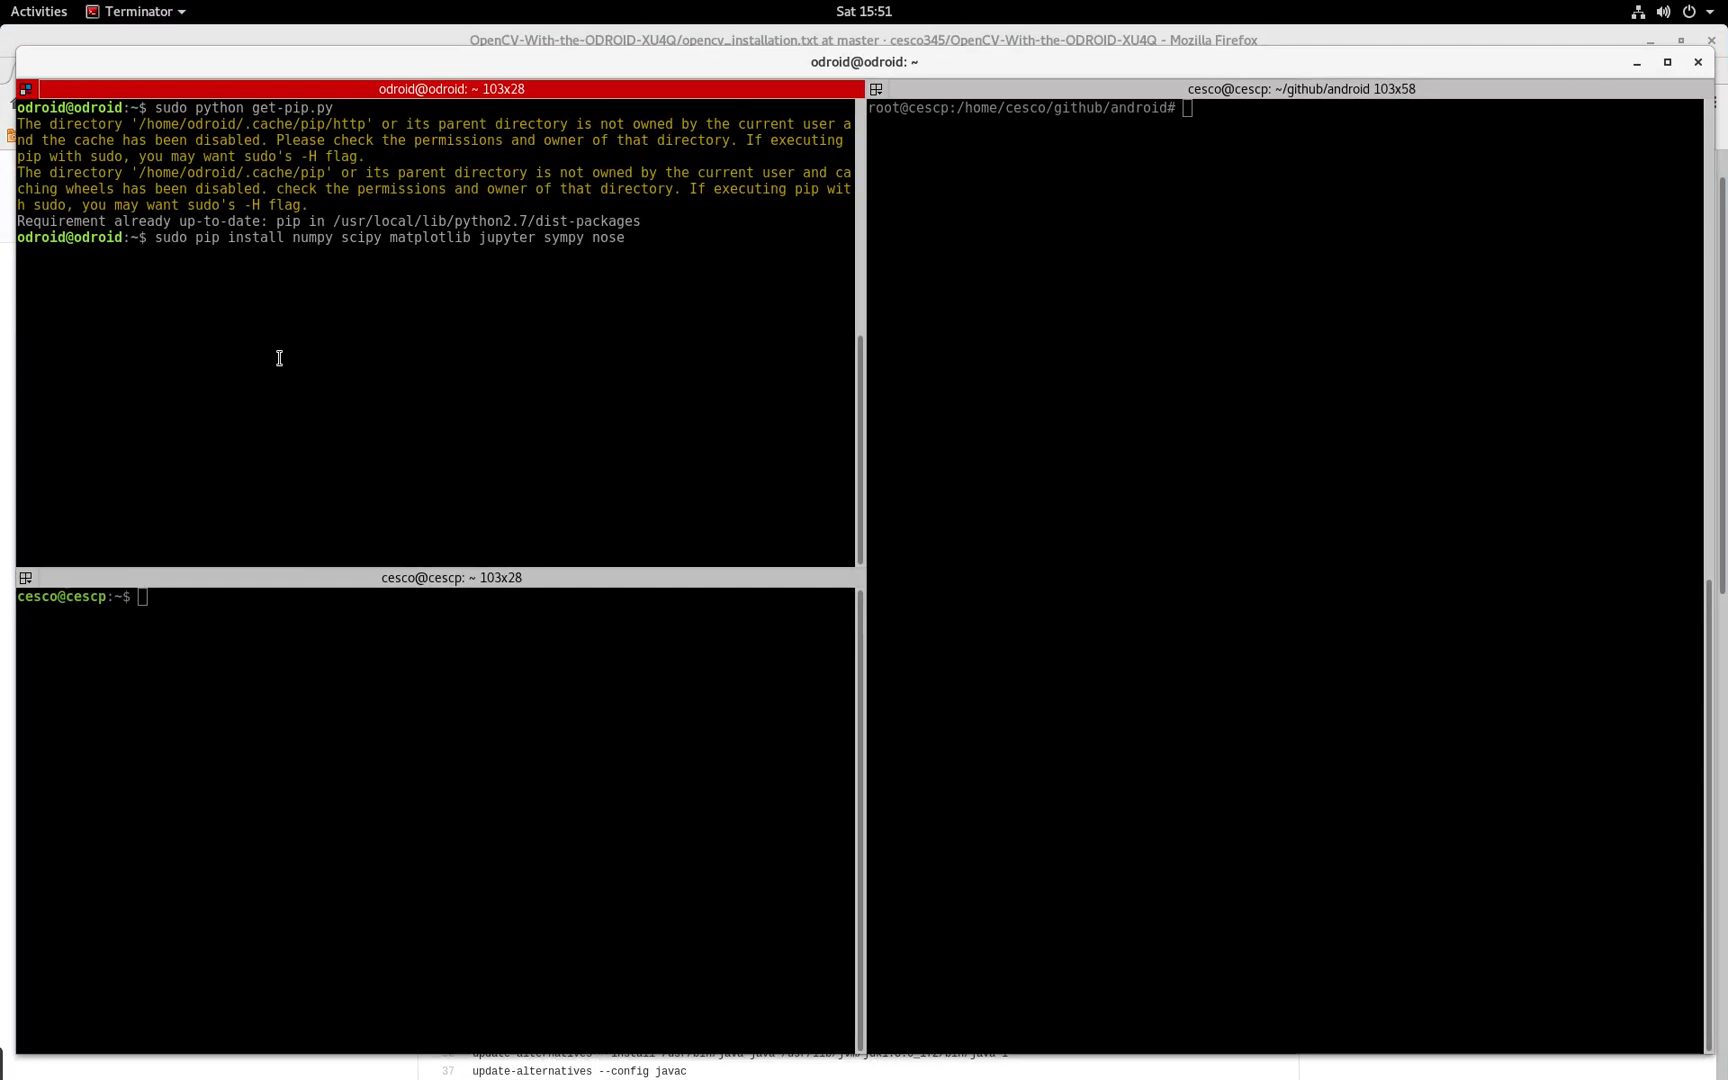 Activities Terminator Sat 15:51
OpenCV-With-the-ODROID-XU4Q/opencv_installation.txt at master · cesco345/OpenCV-With-the-ODROID-XU4Q - Mozilla Firefox
odroid@odroid: ~
odroid@odroid: ~ 103x28
odroid@odroid:~$ sudo python get-pip.py
The directory '/home/odroid/.cache/pip/http' or its parent directory is not owned by the current user a
nd the cache has been disabled. Please check the permissions and owner of that directory. If executing
pip with sudo, you may want sudo's -H flag.
The directory '/home/odroid/.cache/pip' or its parent directory is not owned by the current user and ca
ching wheels has been disabled. check the permissions and owner of that directory. If executing pip wit
h sudo, you may want sudo's -H flag.
Requirement already up-to-date: pip in /usr/local/lib/python2.7/dist-packages
odroid@odroid:~$ sudo pip install numpy scipy matplotlib jupyter sympy nose
cesco@cescp: ~ 103x28
cesco@cescp:~$
cesco@cescp: ~/github/android 103x58
root@cescp:/home/cesco/github/android#
37 update-alternatives --config javac